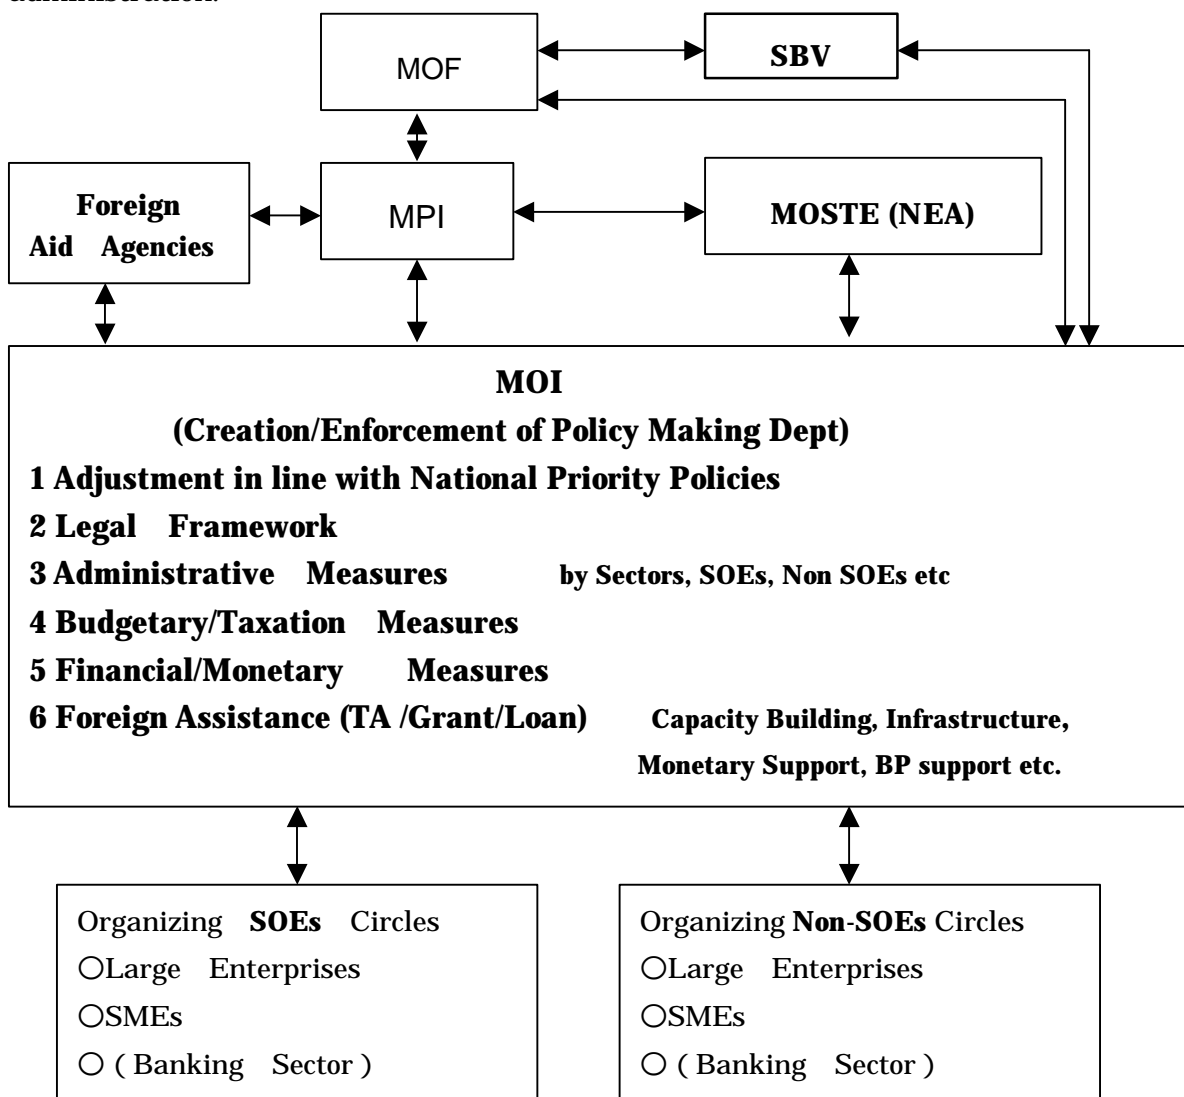 administration.
MOF
SBV
Foreign
Aid Agencies
MPI
MOSTE (NEA)
MOI
(Creation/Enforcement of Policy Making Dept)
1 Adjustment in line with National Priority Policies
2 Legal Framework
3 Administrative Measures by Sectors, SOEs, Non SOEs etc
4 Budgetary/Taxation Measures
5 Financial/Monetary Measures
6 Foreign Assistance (TA /Grant/Loan) Capacity Building, Infrastructure,
Monetary Support, BP support etc.
Organizing SOEs Circles
○Large Enterprises
○SMEs
○ ( Banking Sector )
Organizing Non-SOEs Circles
○Large Enterprises
○SMEs
○ ( Banking Sector )